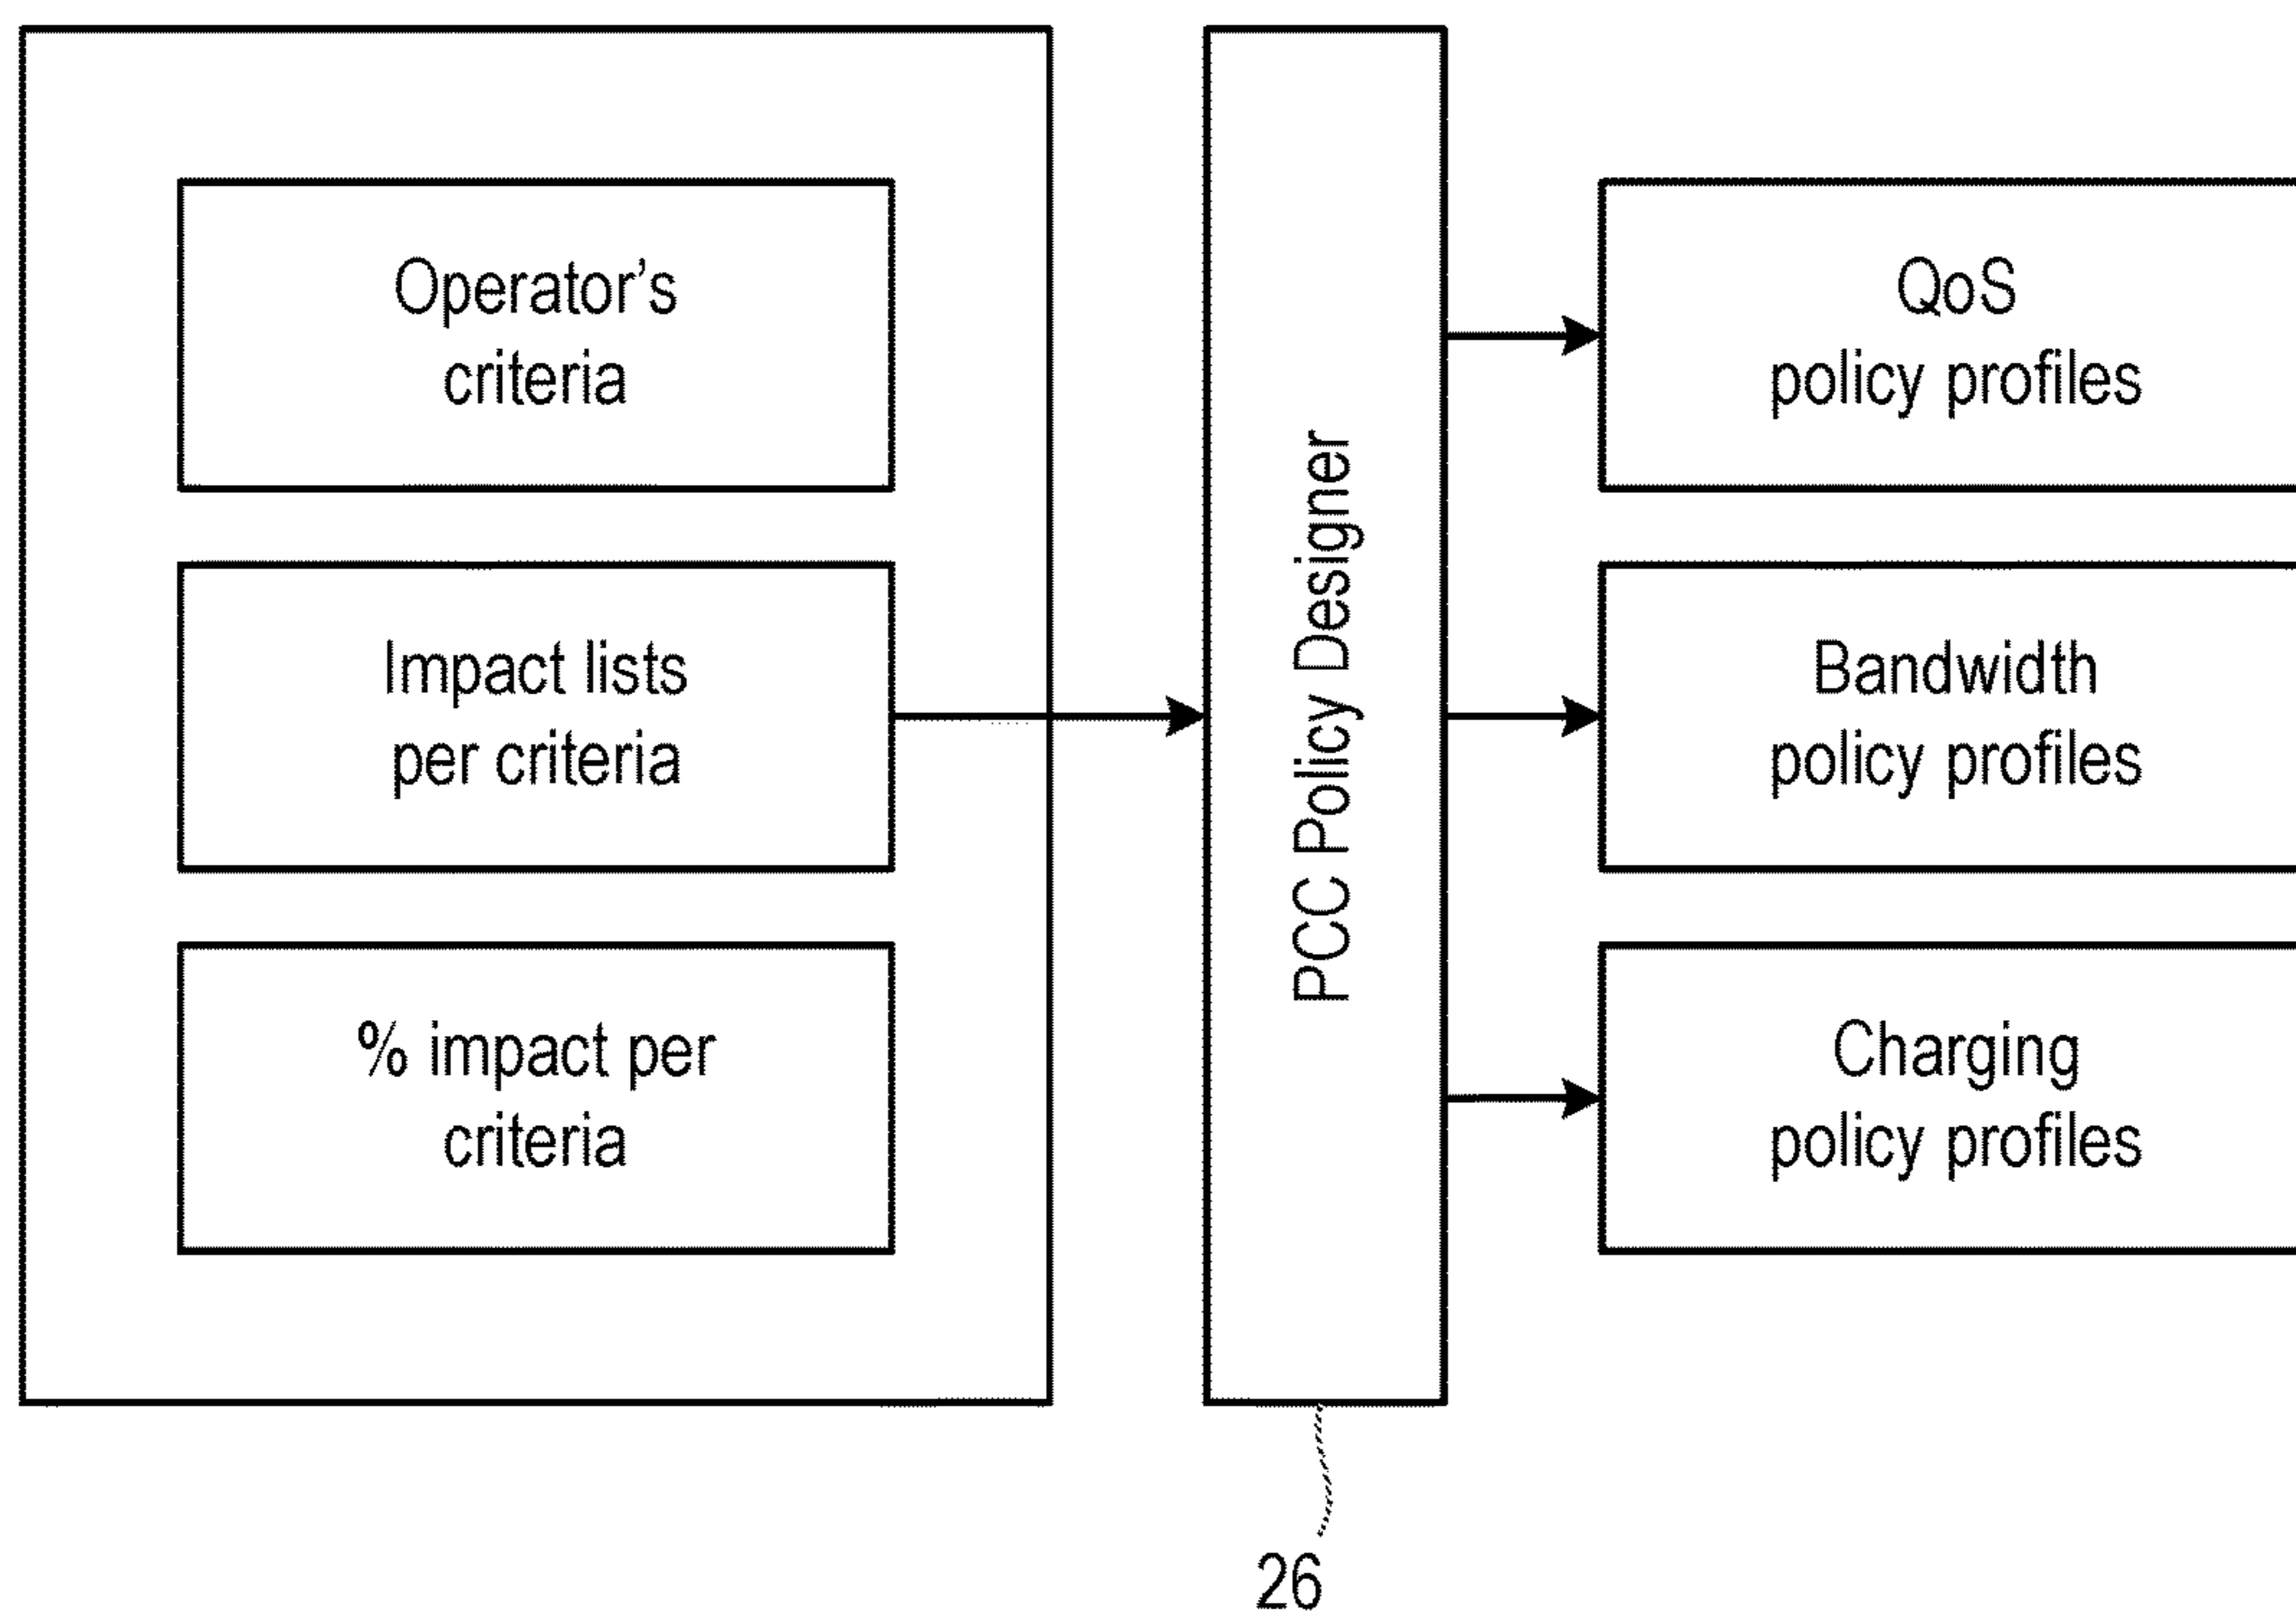 Operator's
criteria
Impact lists
per criteria
% impact per
criteria
PCC Policy Designer
QoS
policy profiles
Bandwidth
policy profiles
Charging
policy profiles
26